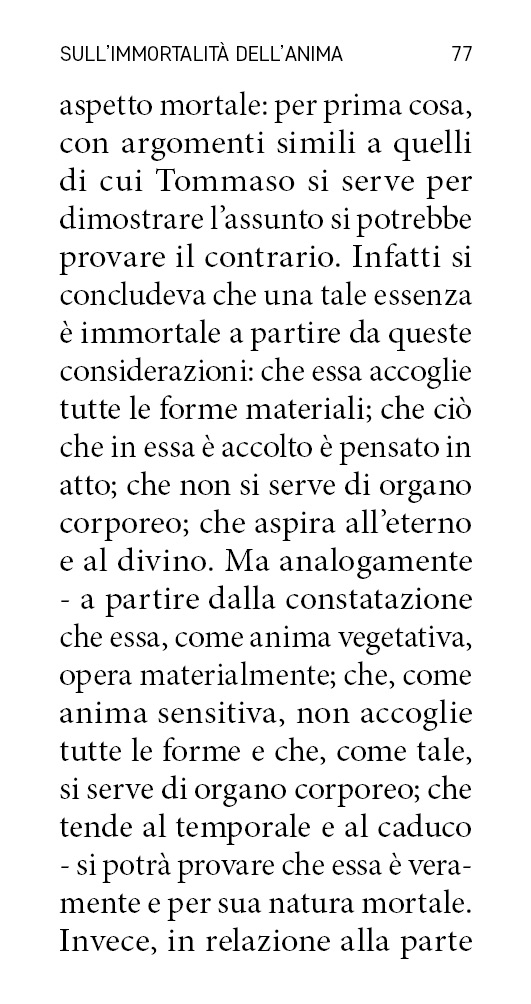 SULL'IMMORTALITÀ DELL'ANIMA 77
aspetto mortale: per prima cosa,
con argomenti simili a quelli
di cui Tommaso si serve per
dimostrare l'assunto si potrebbe
provare il contrario. Infatti si
concludeva che una tale essenza
è immortale a partire da queste
considerazioni: che essa accoglie
tutte le forme materiali; che ciò
che in essa è accolto è pensato in
atto; che non si serve di organo
corporeo; che aspira all'eterno
e al divino. Ma analogamente
- a partire dalla constatazione
che essa, come anima vegetativa,
opera materialmente; che, come
anima sensitiva, non accoglie
tutte le forme e che, come tale,
si serve di organo corporeo; che
tende al temporale e al caduco
- si potrà provare che essa è vera-
mente e per sua natura mortale.
Invece, in relazione alla parte